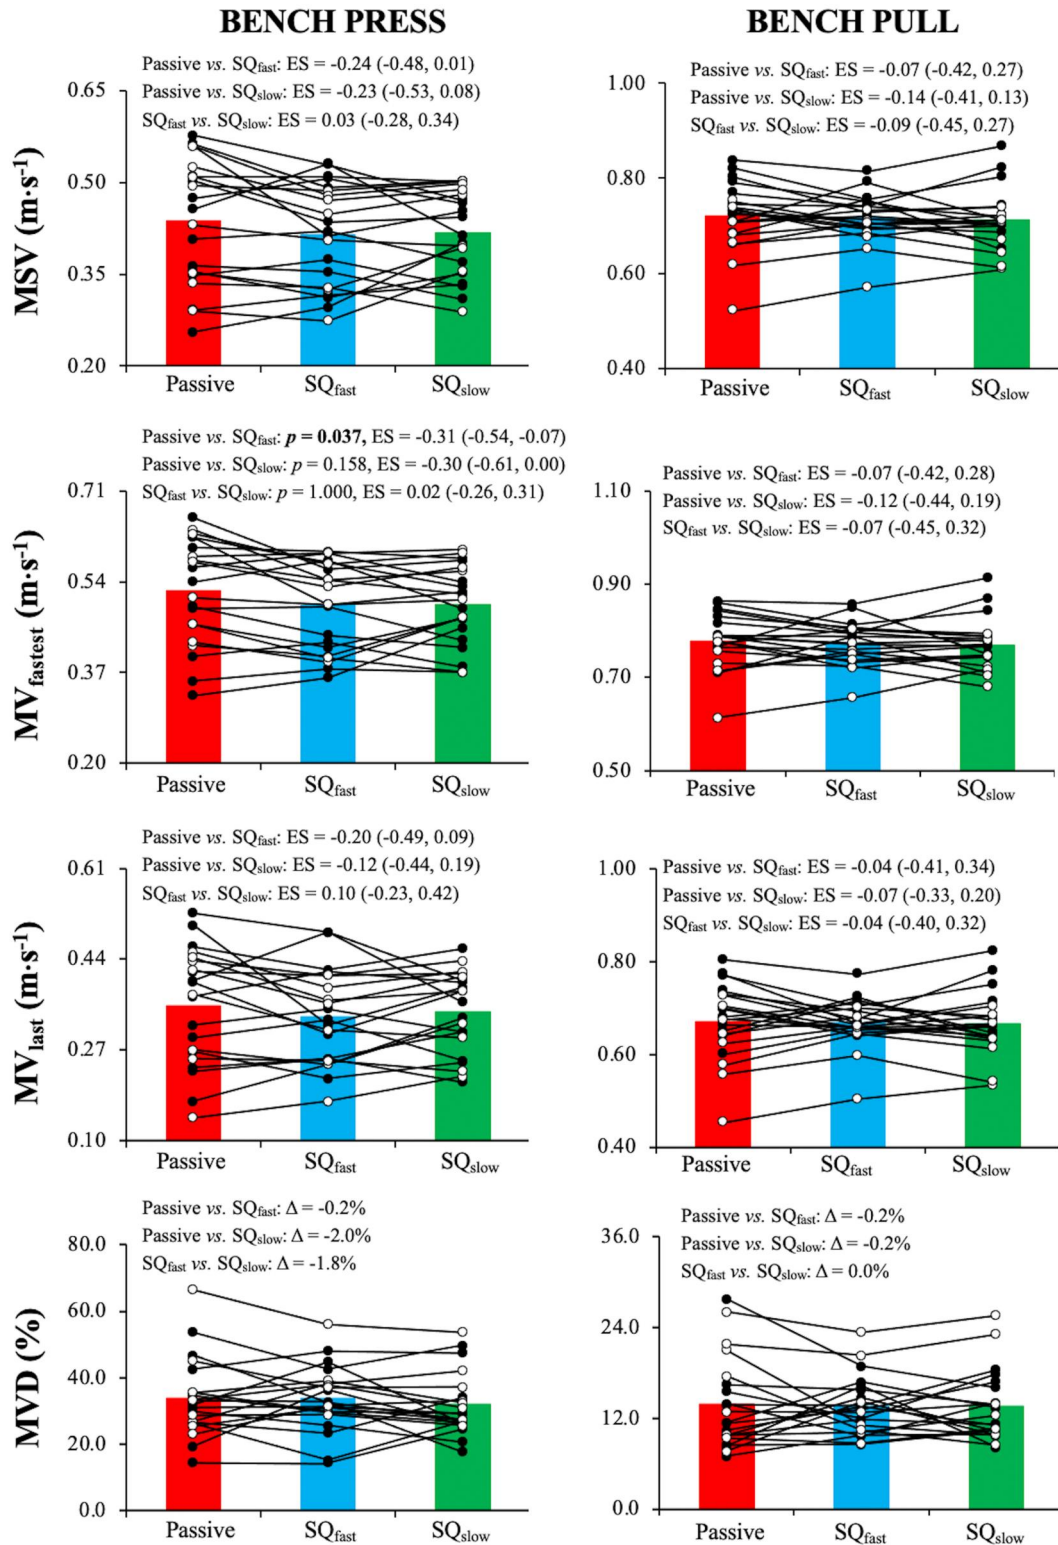 BENCH PRESS
BENCH PULL
Passive vs. SQfast: ES = -0.24 (-0.48, 0.01)
Passive vs. SQslow: ES = -0.23 (-0.53, 0.08)
SQfast vs. SQslow: ES = 0.03 (-0.28, 0.34)
MSV (m·s⁻¹)
0.65
0.50
0.35
0.20
Passive SQfast SQslow
Passive vs. SQfast: ES = -0.07 (-0.42, 0.27)
Passive vs. SQslow: ES = -0.14 (-0.41, 0.13)
SQfast vs. SQslow: ES = -0.09 (-0.45, 0.27)
1.00
0.80
0.60
0.40
Passive SQfast SQslow
Passive vs. SQfast: p = 0.037, ES = -0.31 (-0.54, -0.07)
Passive vs. SQslow: p = 0.158, ES = -0.30 (-0.61, 0.00)
SQfast vs. SQslow: p = 1.000, ES = 0.02 (-0.26, 0.31)
MVfastest (m·s⁻¹)
0.71
0.54
0.37
0.20
Passive SQfast SQslow
Passive vs. SQfast: ES = -0.07 (-0.42, 0.28)
Passive vs. SQslow: ES = -0.12 (-0.44, 0.19)
SQfast vs. SQslow: ES = -0.07 (-0.45, 0.32)
1.10
0.90
0.70
0.50
Passive SQfast SQslow
Passive vs. SQfast: ES = -0.20 (-0.49, 0.09)
Passive vs. SQslow: ES = -0.12 (-0.44, 0.19)
SQfast vs. SQslow: ES = 0.10 (-0.23, 0.42)
MVlast (m·s⁻¹)
0.61
0.44
0.27
0.10
Passive SQfast SQslow
Passive vs. SQfast: ES = -0.04 (-0.41, 0.34)
Passive vs. SQslow: ES = -0.07 (-0.33, 0.20)
SQfast vs. SQslow: ES = -0.04 (-0.40, 0.32)
1.00
0.80
0.60
0.40
Passive SQfast SQslow
Passive vs. SQfast: Δ = -0.2%
Passive vs. SQslow: Δ = -2.0%
SQfast vs. SQslow: Δ = -1.8%
MVD (%)
80.0
60.0
40.0
20.0
0.0
Passive SQfast SQslow
Passive vs. SQfast: Δ = -0.2%
Passive vs. SQslow: Δ = -0.2%
SQfast vs. SQslow: Δ = 0.0%
36.0
24.0
12.0
0.0
Passive SQfast SQslow